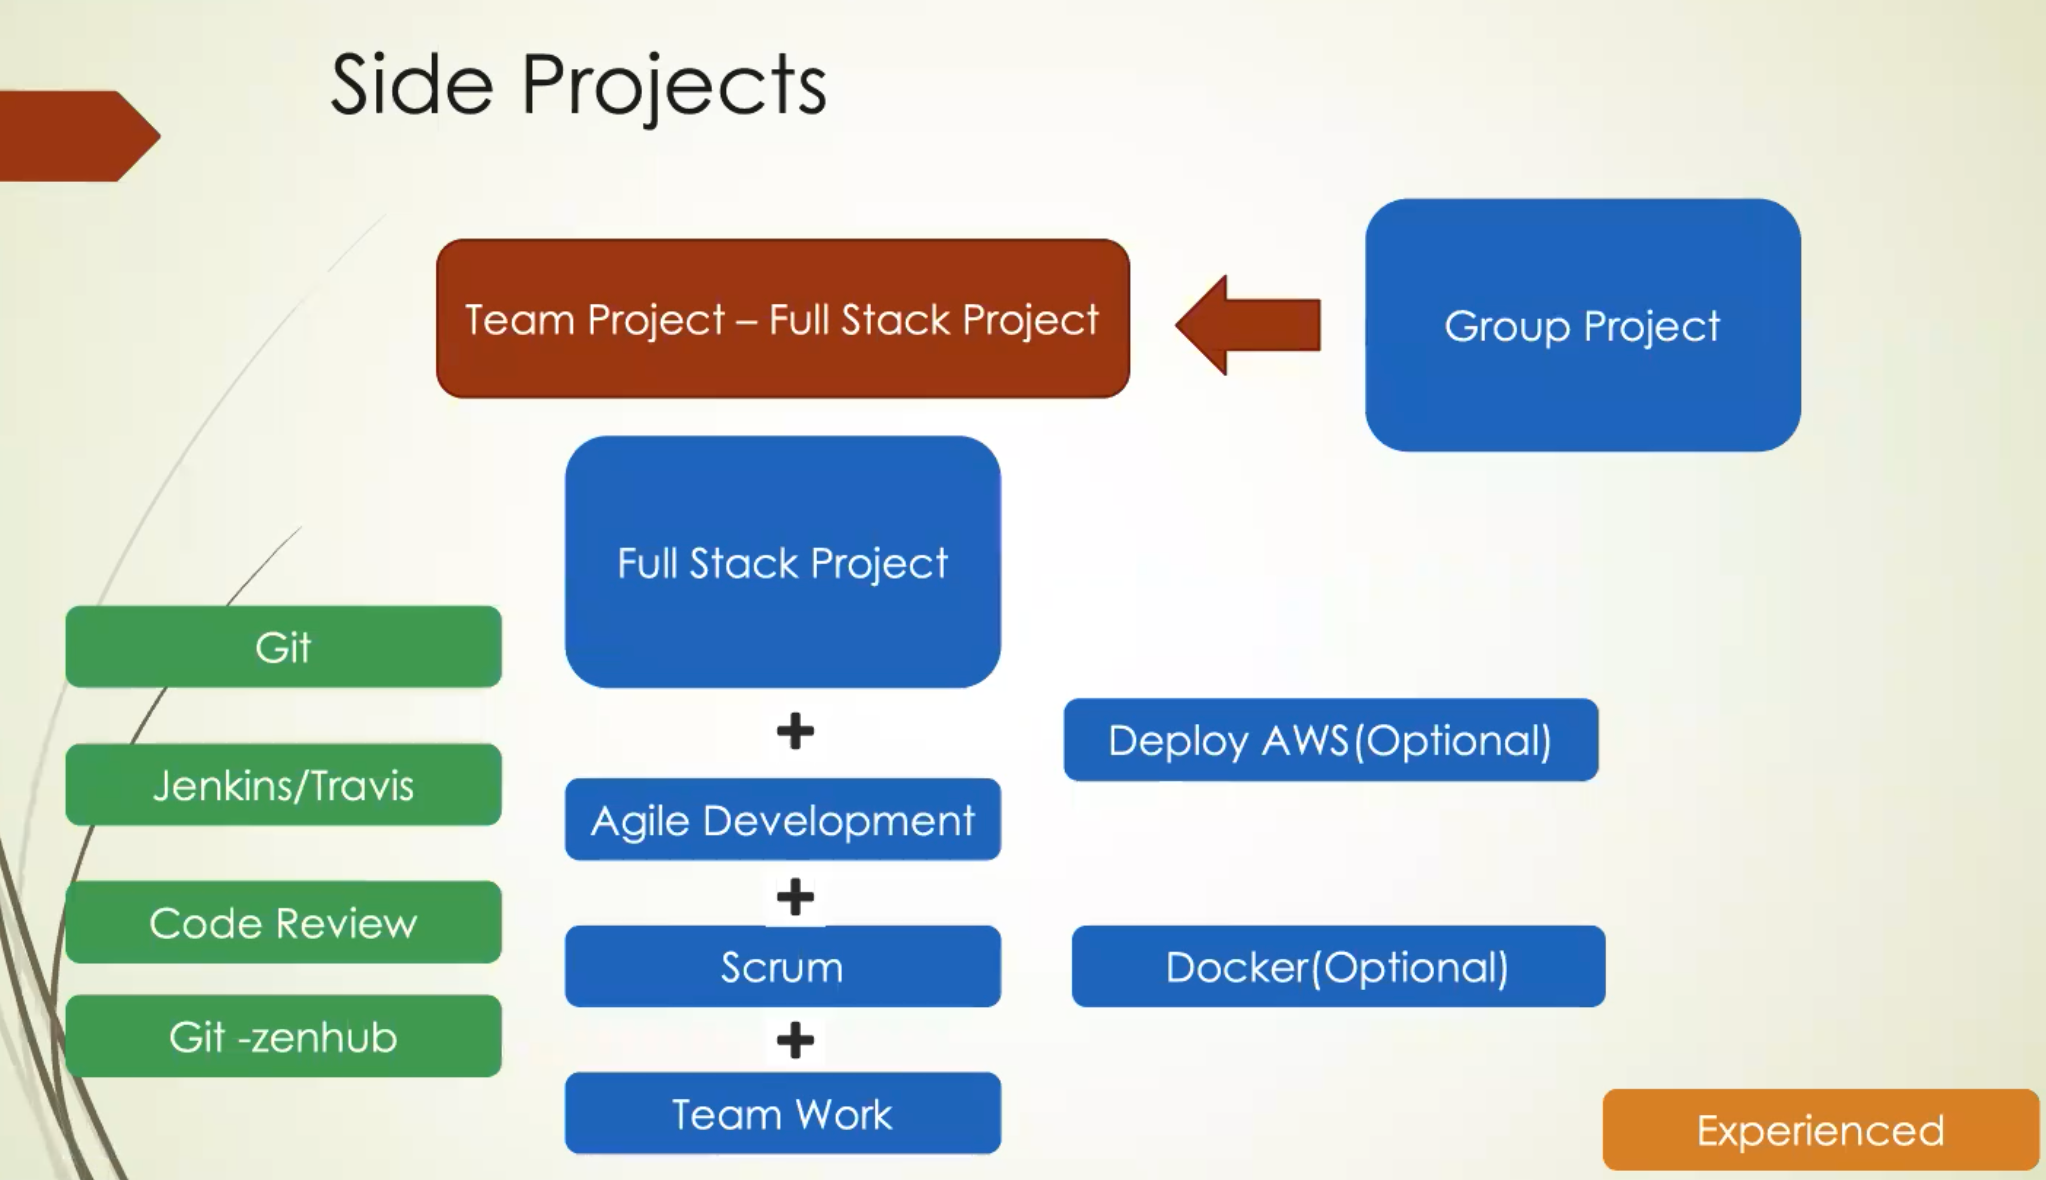 Side Projects
Team Project – Full Stack Project
Group Project
Full Stack Project
Git
Jenkins/Travis
Code Review
Git -zenhub
+
Agile Development
+
Scrum
+
Team Work
Deploy AWS(Optional)
Docker(Optional)
Experienced